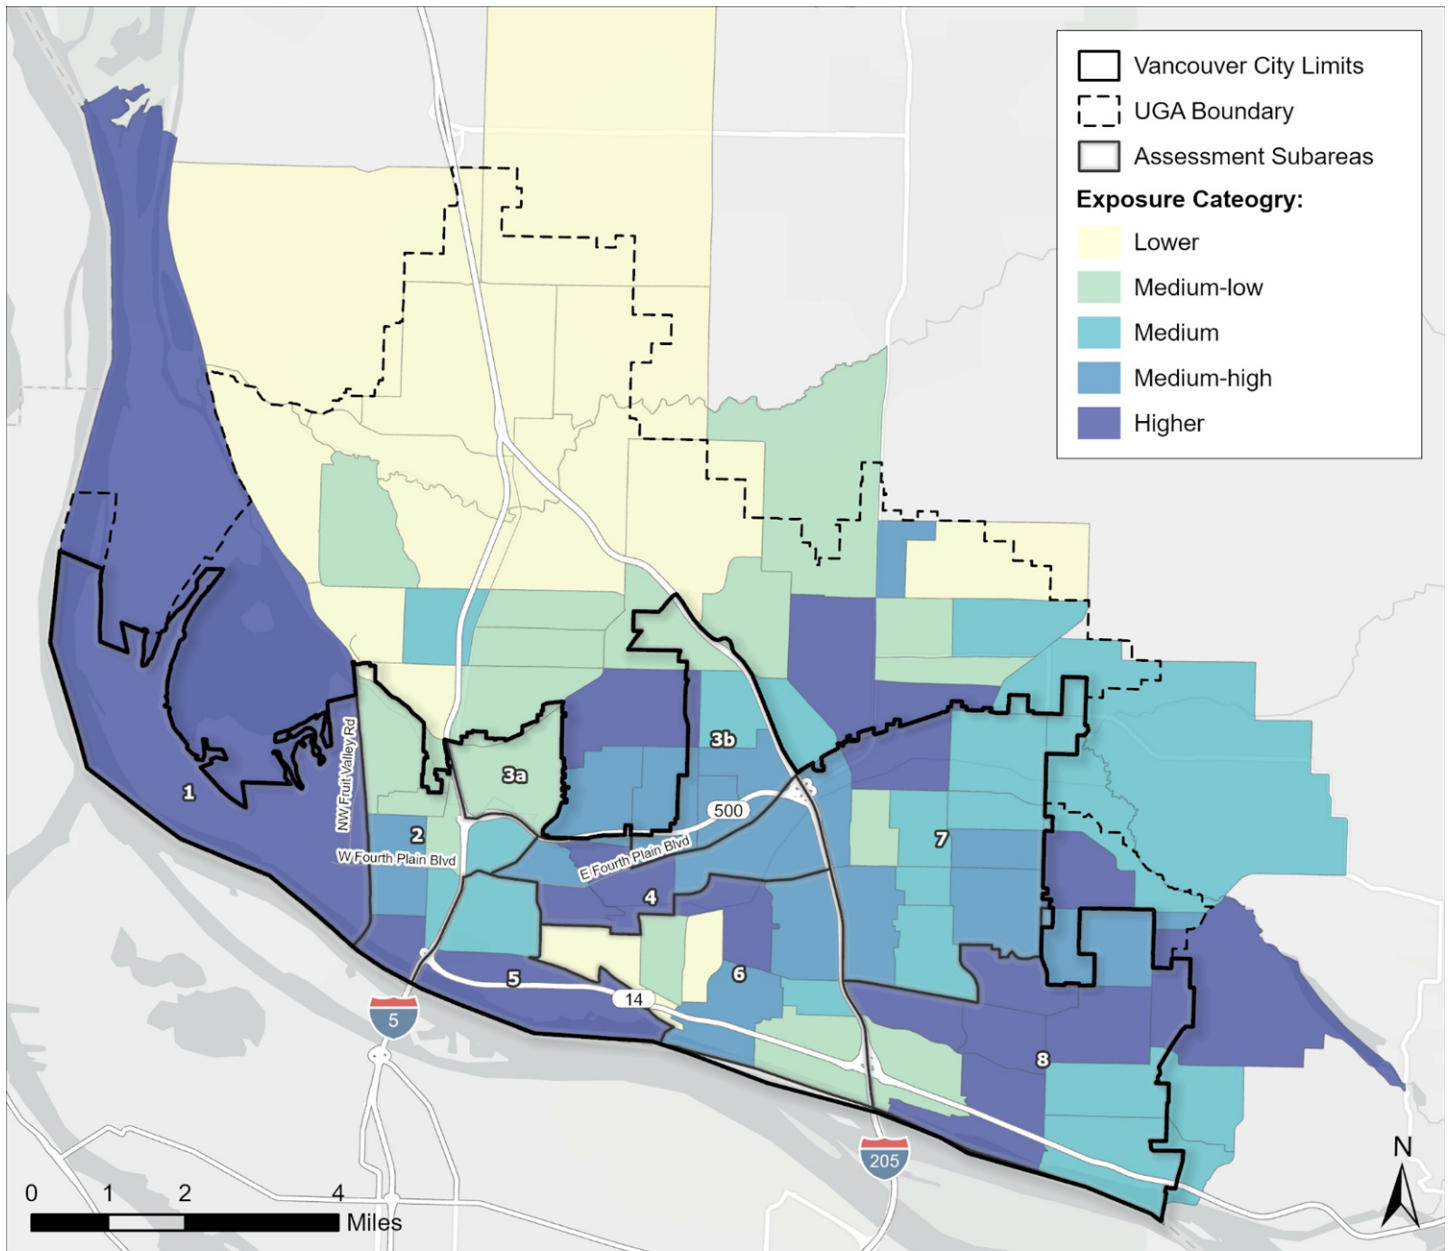 Vancouver City Limits
UGA Boundary
Assessment Subareas
Exposure Cateogry:
Lower
Medium-low
Medium
Medium-high
Higher
3b
3a
1
NW Fruit Valley Rd
500
2
7
W Fourth Plain Blvd
E Fourth Plain Blvd
4
5
6
14
5
8
205
N
0 1 2 4
Miles